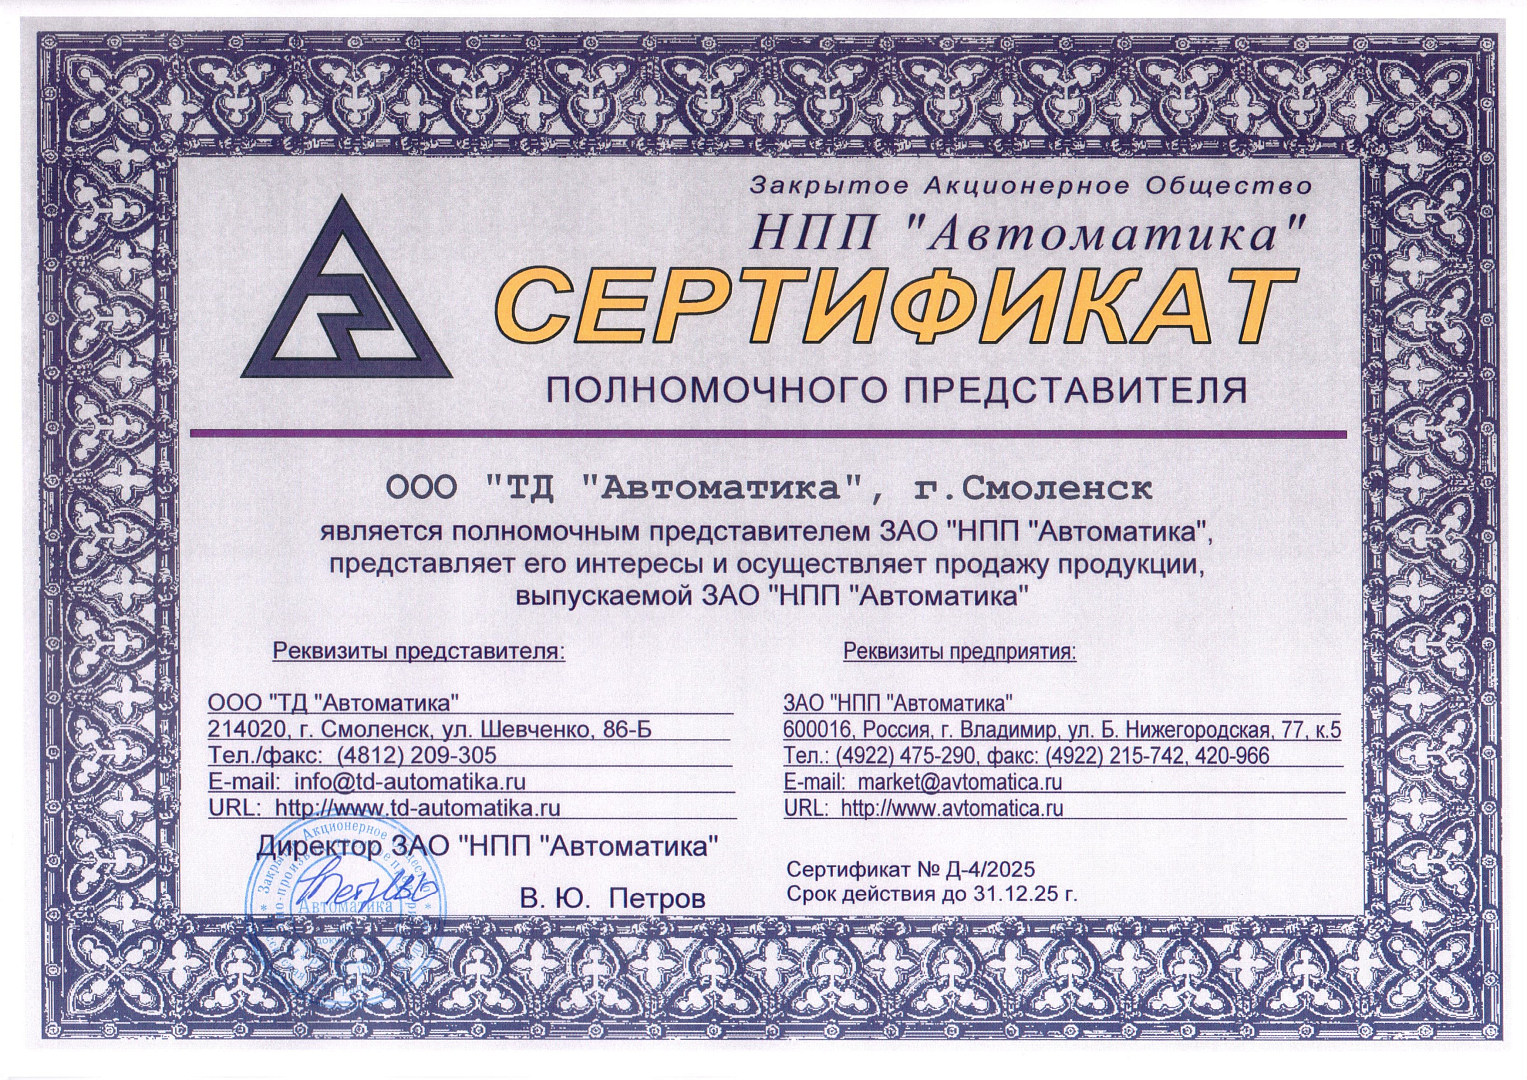 Закрытое Акционерное Общество
НПП "Автоматика"
СЕРТИФИКАТ
ПОЛНОМОЧНОГО ПРЕДСТАВИТЕЛЯ
ООО "ТД "Автоматика", г.Смоленск
является полномочным представителем ЗАО "НПП "Автоматика",
представляет его интересы и осуществляет продажу продукции,
выпускаемой ЗАО "НПП "Автоматика"
Реквизиты представителя:
ООО "ТД "Автоматика"
214020, г. Смоленск, ул. Шевченко, 86-Б
Тел./факс: (4812) 209-305
E-mail: info@td-automatika.ru
URL: http://www.td-automatika.ru
Реквизиты предприятия:
ЗАО "НПП "Автоматика"
600016, Россия, г. Владимир, ул. Б. Нижегородская, 77, к.5
Тел.: (4922) 475-290, факс: (4922) 215-742, 420-966
E-mail: market@avtomatica.ru
URL: http://www.avtomatica.ru
Директор ЗАО "НПП "Автоматика"
В. Ю. Петров
Сертификат № Д-4/2025
Срок действия до 31.12.25 г.
Акционерное
Автоматика